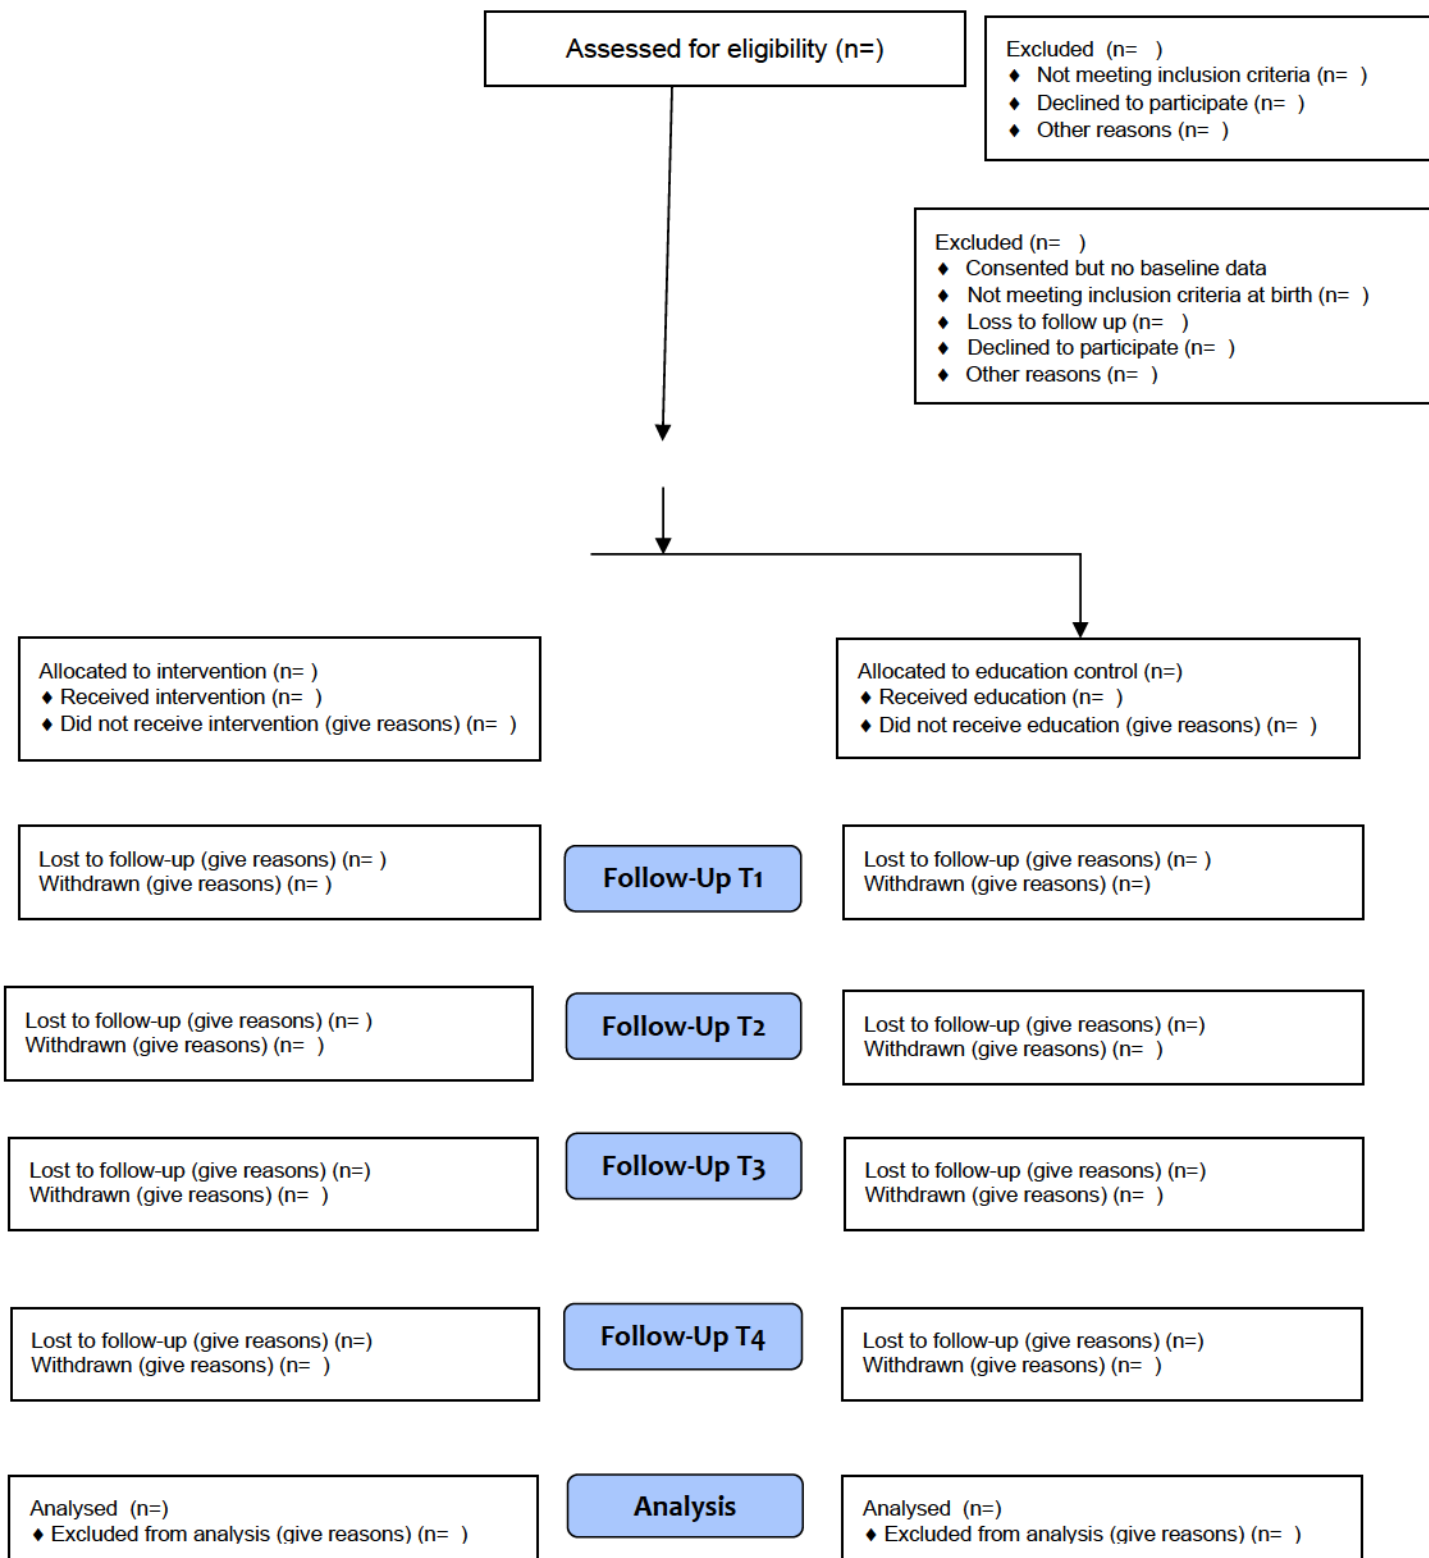 Assessed for eligibility (n=)
Excluded (n= )
♦ Not meeting inclusion criteria (n= )
♦ Declined to participate (n= )
♦ Other reasons (n= )
Excluded (n= )
♦ Consented but no baseline data
♦ Not meeting inclusion criteria at birth (n= )
♦ Loss to follow up (n= )
♦ Declined to participate (n= )
♦ Other reasons (n= )
Allocated to intervention (n= )
♦ Received intervention (n= )
♦ Did not receive intervention (give reasons) (n= )
Allocated to education control (n=)
♦ Received education (n= )
♦ Did not receive education (give reasons) (n= )
Lost to follow-up (give reasons) (n= )
Withdrawn (give reasons) (n= )
Follow-Up T1
Lost to follow-up (give reasons) (n= )
Withdrawn (give reasons) (n=)
Lost to follow-up (give reasons) (n= )
Withdrawn (give reasons) (n= )
Follow-Up T2
Lost to follow-up (give reasons) (n=)
Withdrawn (give reasons) (n= )
Lost to follow-up (give reasons) (n=)
Withdrawn (give reasons) (n= )
Follow-Up T3
Lost to follow-up (give reasons) (n=)
Withdrawn (give reasons) (n= )
Lost to follow-up (give reasons) (n=)
Withdrawn (give reasons) (n= )
Follow-Up T4
Lost to follow-up (give reasons) (n=)
Withdrawn (give reasons) (n= )
Analysed (n=)
♦ Excluded from analysis (give reasons) (n= )
Analysis
Analysed (n=)
♦ Excluded from analysis (give reasons) (n= )